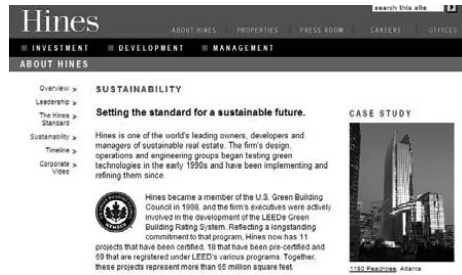 search this site
Hines
ABOUT HINES PROPERTIES PRESS ROOM CAREERS OFFICES
INVESTMENT DEVELOPMENT MANAGEMENT
ABOUT HINES
Overview >
Leadership >
The Hines >
Standard
Sustainability >
Timeline >
Corporate >
Video
SUSTAINABILITY
Setting the standard for a sustainable future.
Hines is one of the world's leading owners, developers and
managers of sustainable real estate. The firm's design,
operations and engineering groups began testing green
technologies in the early 1990s and have been implementing and
refining them since.
Hines became a member of the U.S. Green Building
Council in 1998, and the firm's executives were actively
involved in the development of the LEED® Green
Building Rating System. Reflecting a longstanding
commitment to that program, Hines now has 11
projects that have been certified, 18 that have been pre-certified and
59 that are registered under LEED's various programs. Together,
these projects represent more than 65 million square feet.
CASE STUDY
1180 Peachtree, Atlanta